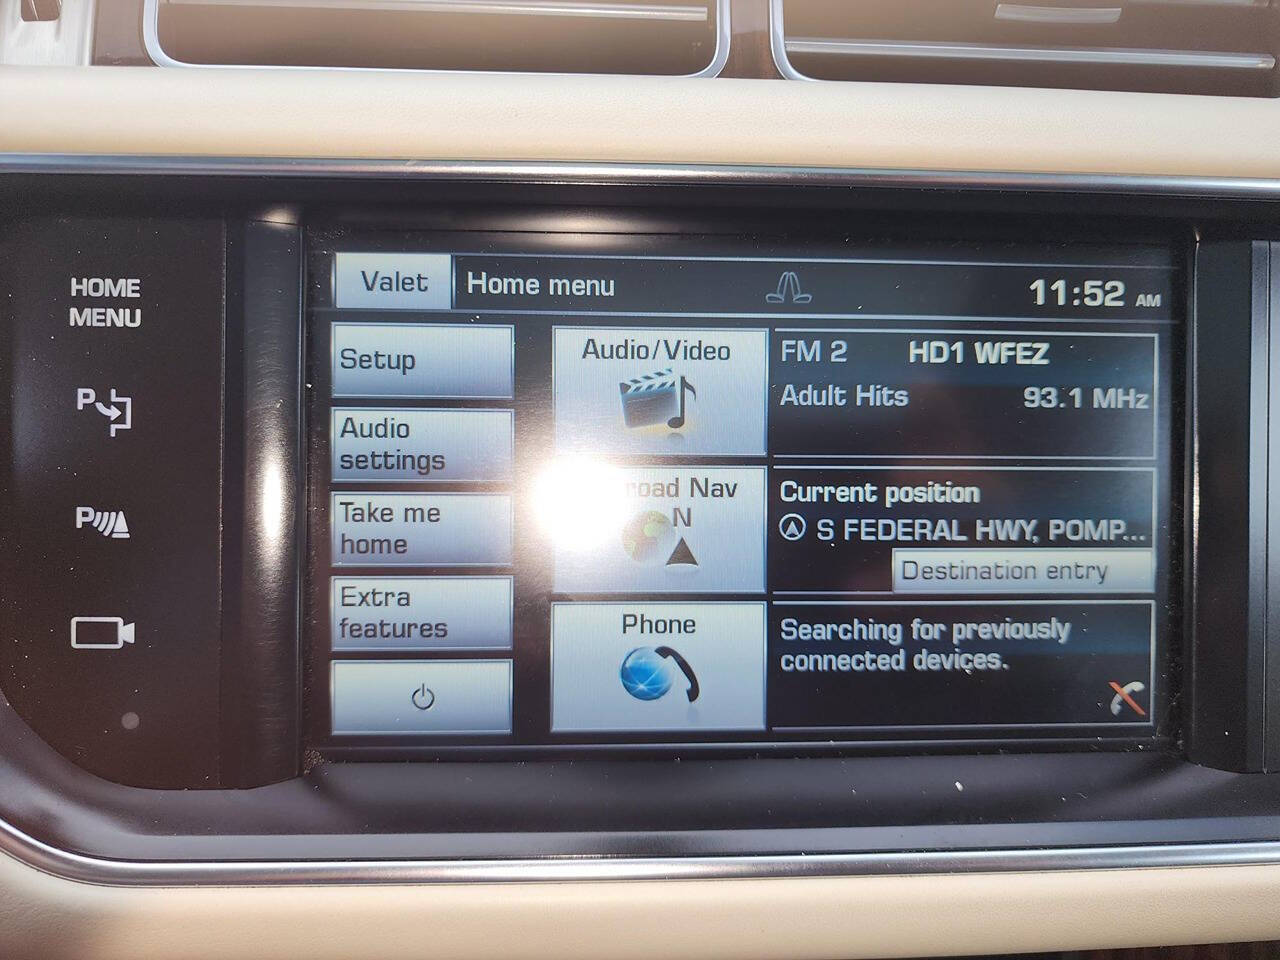 HOME
MENU
P
P
Valet
Home menu
11:52 AM
Setup
Audio
settings
Take me
home
Extra
features
Audio/Video
FM 2 HD1 WFEZ
Adult Hits 93.1 MHz
Nav
N
Current position
S FEDERAL HWY, POMP...
Destination entry
Phone
Searching for previously
connected devices.